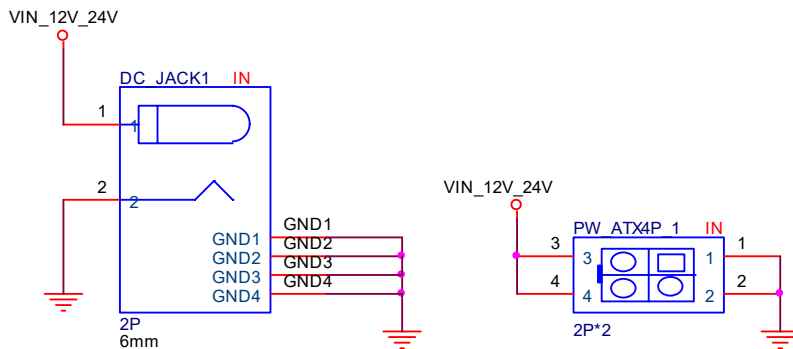 VIN_12V_24V
DC_JACK1 IN
1 1
2 2
GND1 GND1
GND2 GND2
GND3 GND3
GND4 GND4
2P
6mm
VIN_12V_24V
PW_ATX4P_1 IN
3 3 1 1
4 4 2 2
2P*2